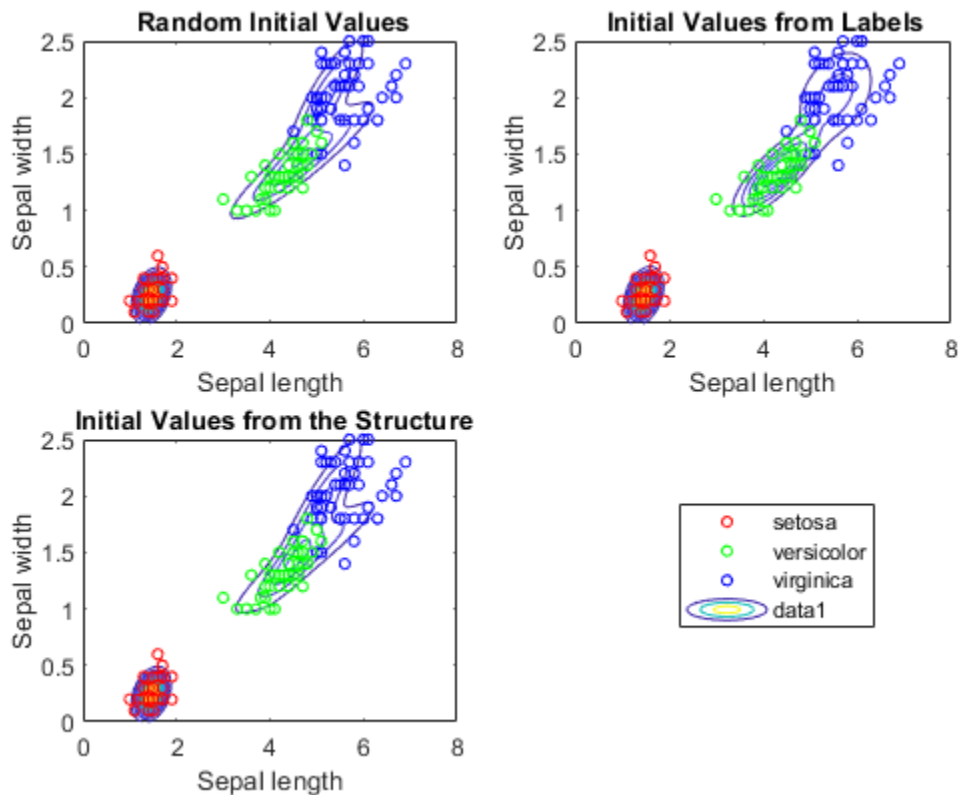 Random Initial Values
2.5
2
1.5
1
0.5
0
Sepal width
0 2 4 6 8
Sepal length
Initial Values from Labels
2.5
2
1.5
1
0.5
0
Sepal width
0 2 4 6 8
Sepal length
Initial Values from the Structure
2.5
2
1.5
1
0.5
0
Sepal width
0 2 4 6 8
Sepal length
setosa
versicolor
virginica
data1